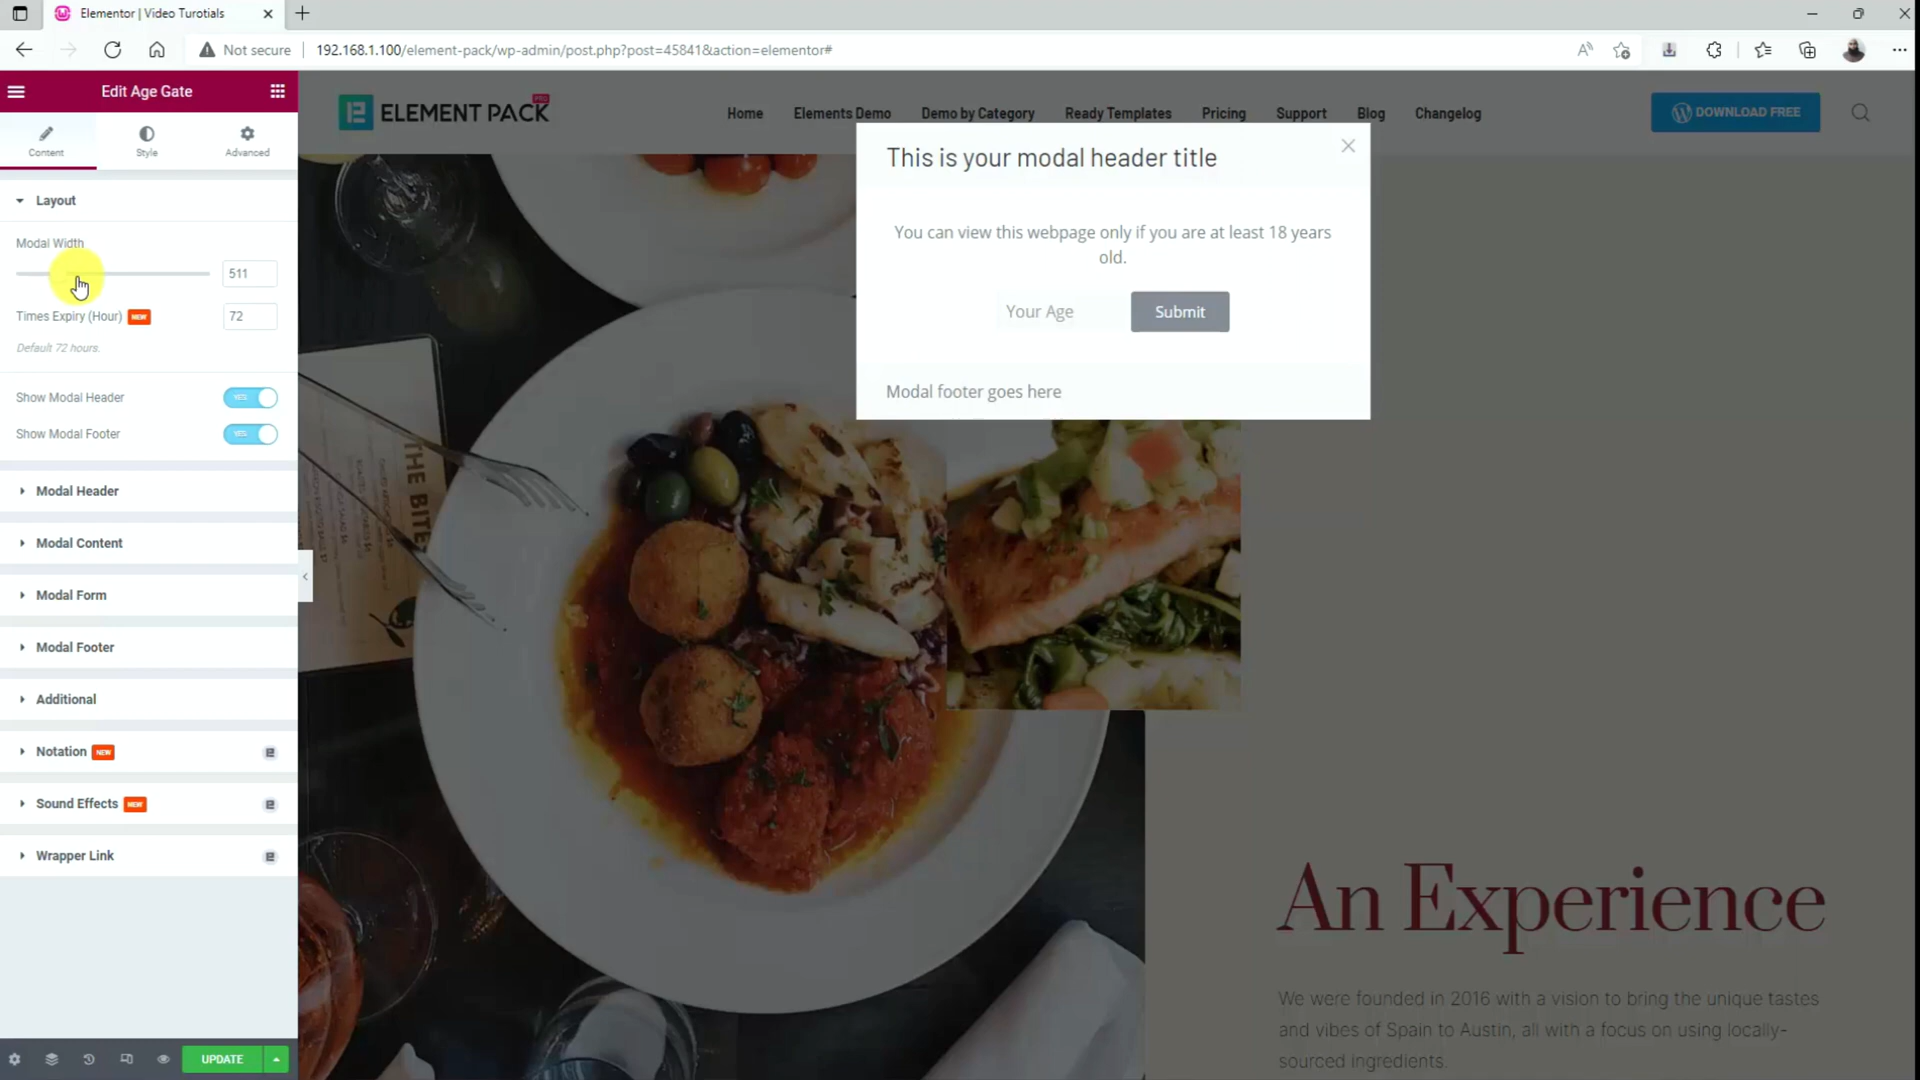 Elementor | Video Turotials
Not secure
192.168.1.100/element-pack/wp-admin/post.php?post=45841&action=elementor#
Edit Age Gate
Content
Style
Advanced
Layout
Modal Width
511
Times Expiry (Hour) NEW
72
Default 72 hours.
Show Modal Header
YES
Show Modal Footer
YES
Modal Header
Modal Content
Modal Form
Modal Footer
Additional
Notation NEW
Sound Effects NEW
Wrapper Link
UPDATE
ELEMENT PACK
PRO
Home
Elements Demo
Demo by Category
Ready Templates
Pricing
Support
Blog
Changelog
DOWNLOAD FREE
This is your modal header title
You can view this webpage only if you are at least 18 years
old.
Your Age
Submit
Modal footer goes here
THE BITE
An Experience
We were founded in 2016 with a vision to bring the unique tastes
and vibes of Spain to Austin, all with a focus on using locally-
sourced ingredients.